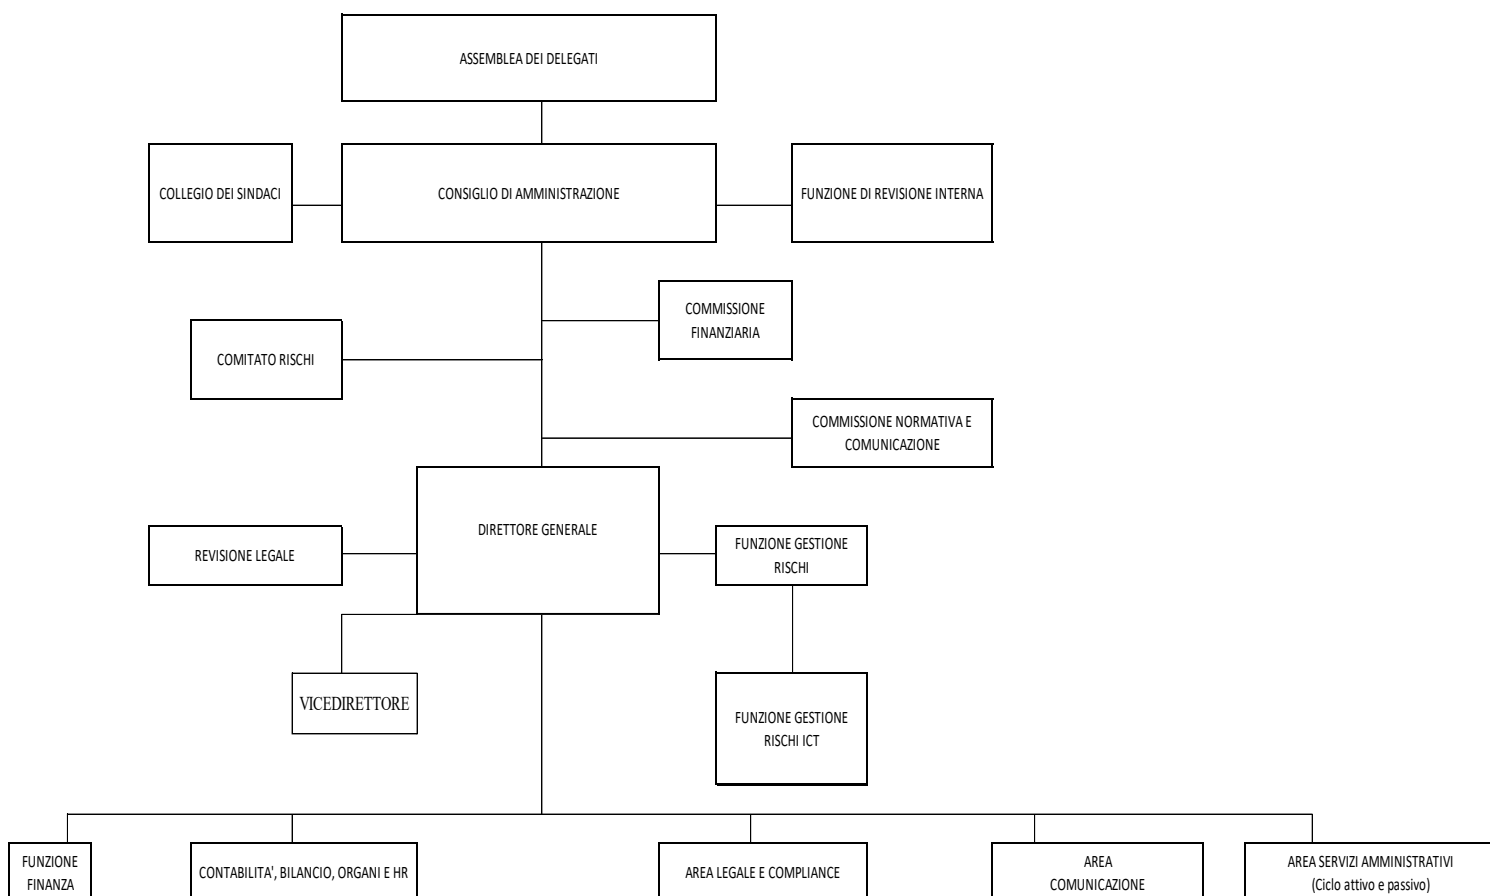 ASSEMBLEA DEI DELEGATI
COLLEGIO DEI SINDACI
CONSIGLIO DI AMMINISTRAZIONE
FUNZIONE DI REVISIONE INTERNA
COMMISSIONE
FINANZIARIA
COMITATO RISCHI
COMMISSIONE NORMATIVA E
COMUNICAZIONE
DIRETTORE GENERALE
REVISIONE LEGALE
FUNZIONE GESTIONE
RISCHI
VICEDIRETTORE
FUNZIONE GESTIONE
RISCHI ICT
FUNZIONE
FINANZA
CONTABILITA', BILANCIO, ORGANI E HR
AREA LEGALE E COMPLIANCE
AREA
COMUNICAZIONE
AREA SERVIZI AMMINISTRATIVI
(Ciclo attivo e passivo)